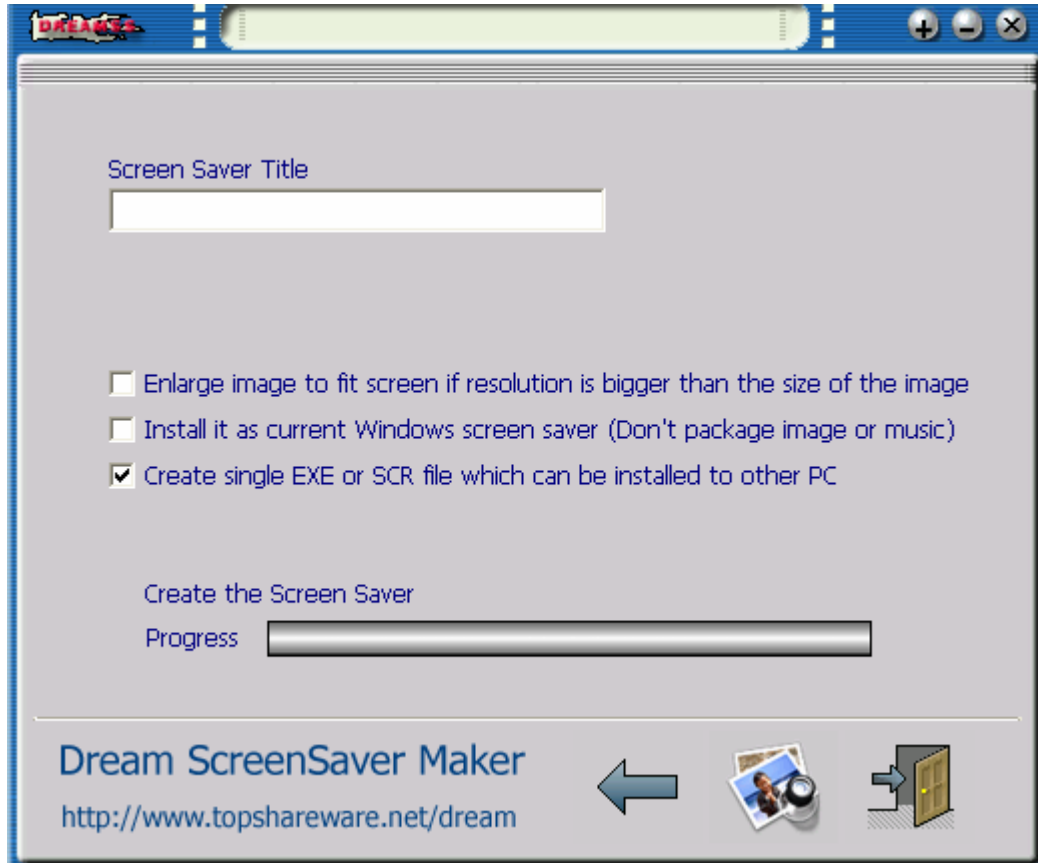 DREAMES
Screen Saver Title
Enlarge image to fit screen if resolution is bigger than the size of the image
Install it as current Windows screen saver (Don't package image or music)
Create single EXE or SCR file which can be installed to other PC
Create the Screen Saver
Progress
Dream ScreenSaver Maker
http://www.topshareware.net/dream